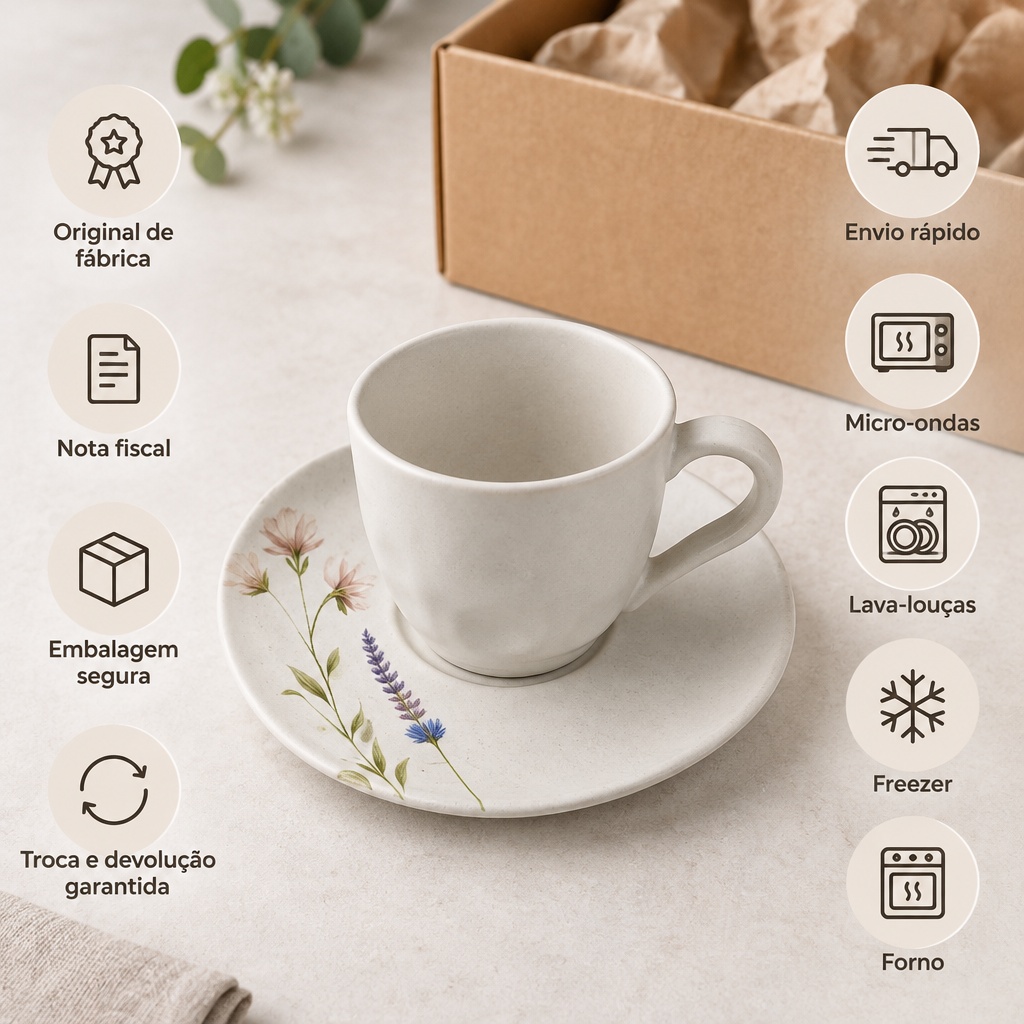 Original de
fábrica
Nota fiscal
Embalagem
segura
Troca e devolução
garantida
Envio rápido
Micro-ondas
Lava-louças
Freezer
Forno